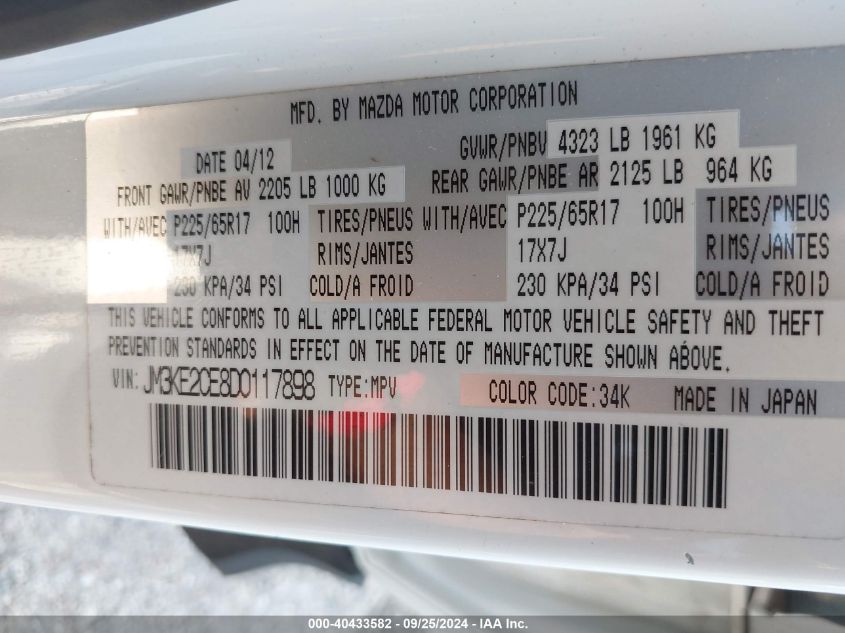 MFD. BY MAZDA MOTOR CORPORATION
DATE 04/12 GVWR/PNBV 4323 LB 1961 KG
FRONT GAWR/PNBE AV 2205 LB 1000 KG REAR GAWR/PNBE AR 2125 LB 964 KG
WITH/AVEC P225/65R17 100H TIRES/PNEUS WITH/AVEC P225/65R17 100H TIRES/PNEUS
17X7J RIMS/JANTES 17X7J RIMS/JANTES
230 KPA/34 PSI COLD/A FROID 230 KPA/34 PSI COLD/A FROID
THIS VEHICLE CONFORMS TO ALL APPLICABLE FEDERAL MOTOR VEHICLE SAFETY AND THEFT
PREVENTION STANDARDS IN EFFECT ON THE DATE OF MANUFACTURE SHOWN ABOVE.
VIN: JM3KE2CE8D0117898 TYPE:MPV COLOR CODE:34K MADE IN JAPAN
000-40433582 - 09/25/2024 - IAA, Inc.